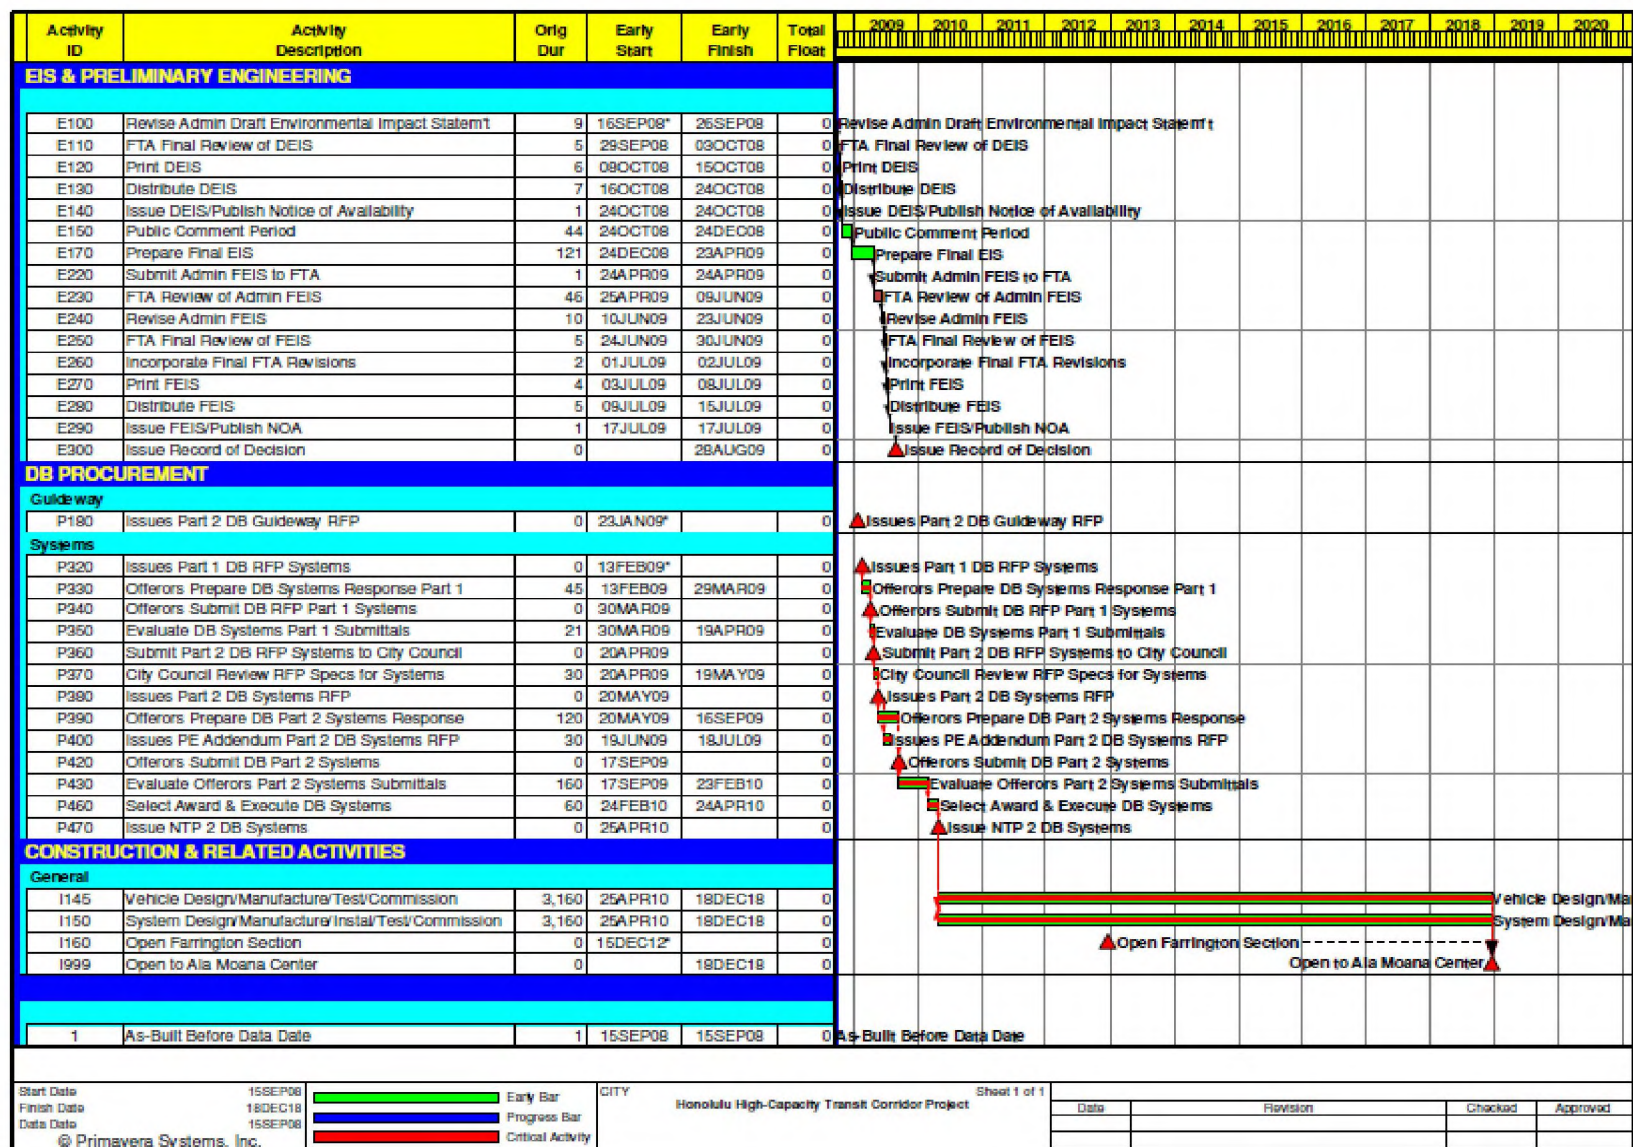 Activity ID Activity Description Orig Dur Early Start Early Finish Total Float 2009 2010 2011 2012 2013 2014 2015 2016 2017 2018 2019 2020
EIS & PRELIMINARY ENGINEERING
E100 Revise Admin Draft Environmental Impact Statem't 9 16SEP08* 26SEP08 0 Revise Admin Draft Environmental Impact Statem't
E110 FTA Final Review of DEIS 5 29SEP08 03OCT08 0 FTA Final Review of DEIS
E120 Print DEIS 6 08OCT08 15OCT08 0 Print DEIS
E130 Distribute DEIS 7 16OCT08 24OCT08 0 Distribute DEIS
E140 Issue DEIS/Publish Notice of Availability 1 24OCT08 24OCT08 0 Issue DEIS/Publish Notice of Availability
E150 Public Comment Period 44 24OCT08 24DEC08 0 Public Comment Period
E170 Prepare Final EIS 121 24DEC08 23APR09 0 Prepare Final EIS
E220 Submit Admin FEIS to FTA 1 24APR09 24APR09 0 Submit Admin FEIS to FTA
E230 FTA Review of Admin FEIS 46 25APR09 09JUN09 0 FTA Review of Admin FEIS
E240 Revise Admin FEIS 10 10JUN09 23JUN09 0 Revise Admin FEIS
E250 FTA Final Review of FEIS 5 24JUN09 30JUN09 0 FTA Final Review of FEIS
E260 Incorporate Final FTA Revisions 2 01JUL09 02JUL09 0 Incorporate Final FTA Revisions
E270 Print FEIS 4 03JUL09 08JUL09 0 Print FEIS
E280 Distribute FEIS 5 09JUL09 15JUL09 0 Distribute FEIS
E290 Issue FEIS/Publish NOA 1 17JUL09 17JUL09 0 Issue FEIS/Publish NOA
E300 Issue Record of Decision 0 28AUG09 0 Issue Record of Decision
DB PROCUREMENT
Guideway
P180 Issues Part 2 DB Guideway RFP 0 23JAN09* 0 Issues Part 2 DB Guideway RFP
Systems
P320 Issues Part 1 DB RFP Systems 0 13FEB09* 0 Issues Part 1 DB RFP Systems
P330 Offerors Prepare DB Systems Response Part 1 45 13FEB09 29MAR09 0 Offerors Prepare DB Systems Response Part 1
P340 Offerors Submit DB RFP Part 1 Systems 0 30MAR09 0 Offerors Submit DB RFP Part 1 Systems
P350 Evaluate DB Systems Part 1 Submittals 21 30MAR09 19APR09 0 Evaluate DB Systems Part 1 Submittals
P360 Submit Part 2 DB RFP Systems to City Council 0 20APR09 0 Submit Part 2 DB RFP Systems to City Council
P370 City Council Review RFP Specs for Systems 30 20APR09 19MAY09 0 City Council Review RFP Specs for Systems
P380 Issues Part 2 DB Systems RFP 0 20MAY09 0 Issues Part 2 DB Systems RFP
P390 Offerors Prepare DB Part 2 Systems Response 120 20MAY09 16SEP09 0 Offerors Prepare DB Part 2 Systems Response
P400 Issues PE Addendum Part 2 DB Systems RFP 30 19JUN09 18JUL09 0 Issues PE Addendum Part 2 DB Systems RFP
P420 Offerors Submit DB Part 2 Systems 0 17SEP09 0 Offerors Submit DB Part 2 Systems
P430 Evaluate Offerors Part 2 Systems Submittals 160 17SEP09 23FEB10 0 Evaluate Offerors Part 2 Systems Submittals
P460 Select Award & Execute DB Systems 60 24FEB10 24APR10 0 Select Award & Execute DB Systems
P470 Issue NTP 2 DB Systems 0 25APR10 0 Issue NTP 2 DB Systems
CONSTRUCTION & RELATED ACTIVITIES
General
I145 Vehicle Design/Manufacture/Test/Commission 3,160 25APR10 18DEC18 0 Vehicle Design/Ma
I150 System Design/Manufacture/Instal/Test/Commission 3,160 25APR10 18DEC18 0 System Design/Ma
I160 Open Farrington Section 0 15DEC12* 0 Open Farrington Section
I999 Open to Ala Moana Center 0 18DEC18 0 Open to Ala Moana Center
1 As-Built Before Data Date 1 15SEP08 15SEP08 0 As-Built Before Data Date
Start Date 15SEP08
Finish Date 18DEC18
Data Date 15SEP08
© Primavera Systems, Inc.
Early Bar
Progress Bar
Critical Activity
CITY Sheet 1 of 1
Honolulu High-Capacity Transit Corridor Project
Date Revision Checked Approved